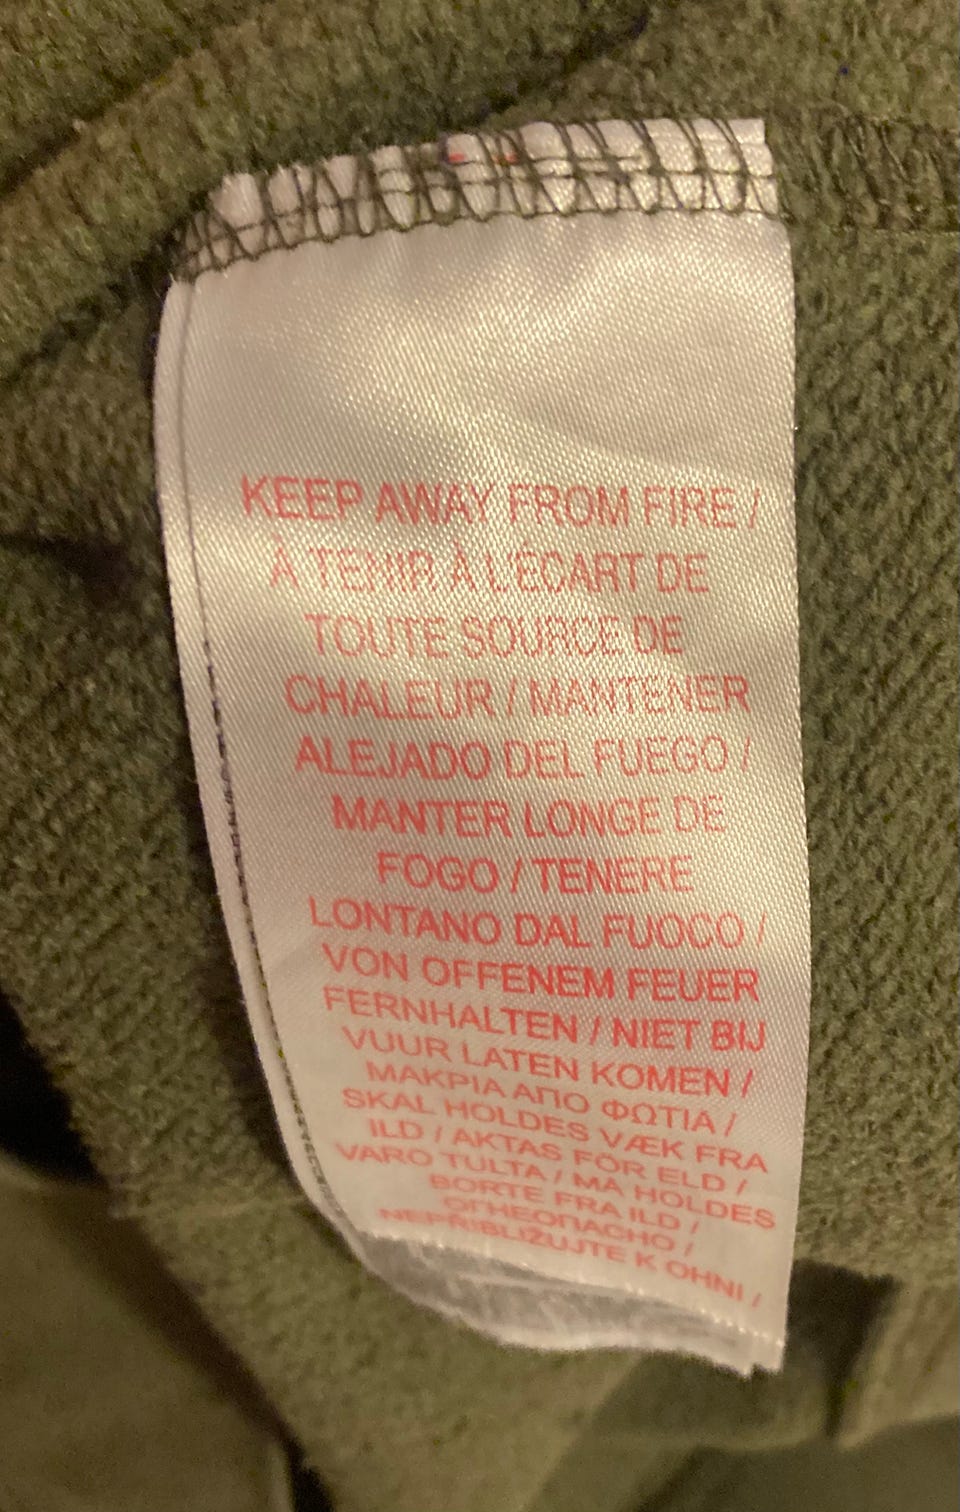 KEEP AWAY FROM FIRE /
À TENIR À L'ÉCART DE
TOUTE SOURCE DE
CHALEUR / MANTENER
ALEJADO DEL FUEGO /
MANTER LONGE DE
FOGO / TENERE
LONTANO DAL FUOCO /
VON OFFENEM FEUER
FERNHALTEN / NIET BIJ
VUUR LATEN KOMEN /
ΜΑΚΡΙΑ ΑΠΟ ΦΩΤΙΑ /
SKAL HOLDES VÆK FRA
ILD / AKTAS FÖR ELD /
VARO TULTA / MÅ HOLDES
BORTE FRA ILD /
ОГНЕОПАСНО /
NEPŘIBLIŽUJTE K OHNI /